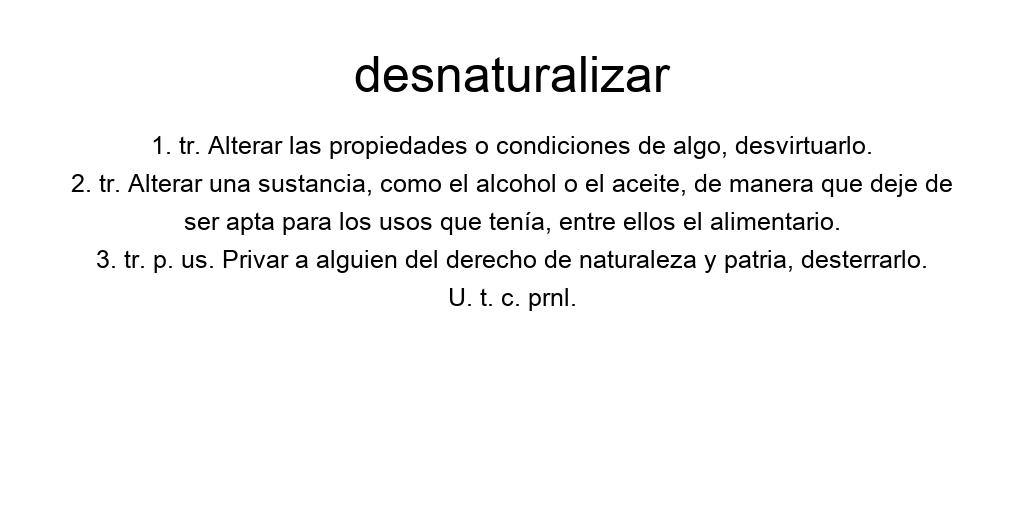 desnaturalizar
1. tr. Alterar las propiedades o condiciones de algo, desvirtuarlo.
2. tr. Alterar una sustancia, como el alcohol o el aceite, de manera que deje de
ser apta para los usos que tenía, entre ellos el alimentario.
3. tr. p. us. Privar a alguien del derecho de naturaleza y patria, desterrarlo.
U. t. c. prnl.